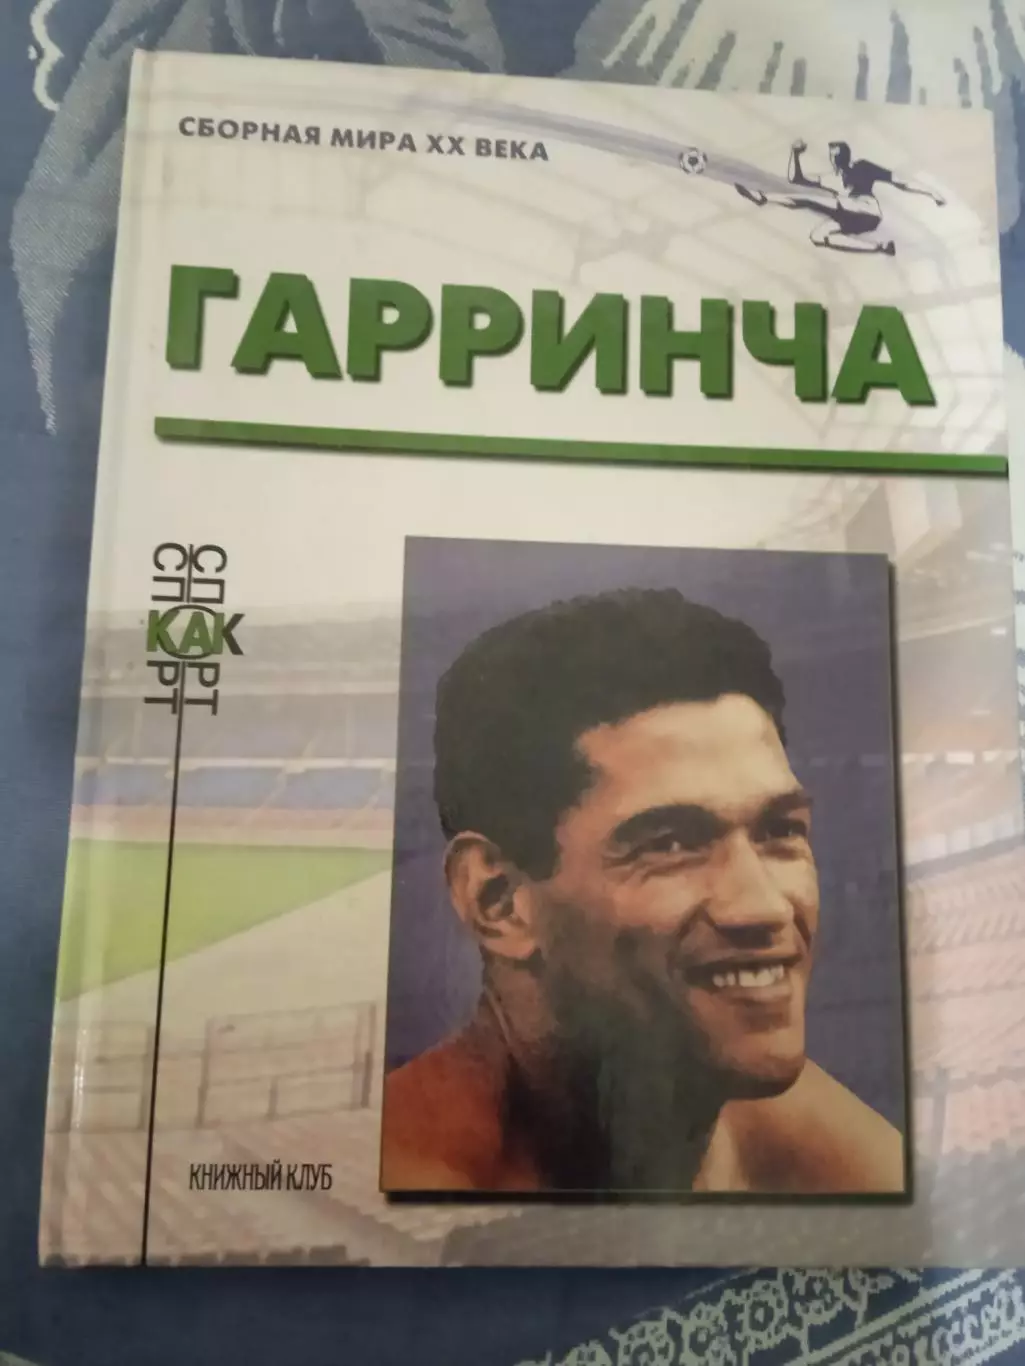 СБОРНАЯ МИРА XX ВЕКА
ГАРРИНЧА
СПОРТ
КАК
СПОРТ
КНИЖНЫЙ КЛУБ